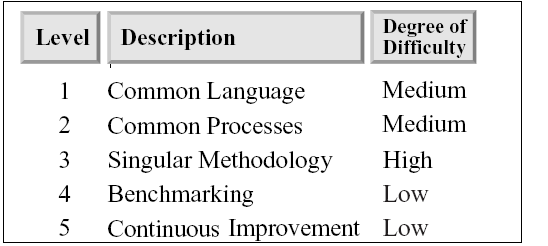 Level Description Degree of
Difficulty
1 Common Language Medium
2 Common Processes Medium
3 Singular Methodology High
4 Benchmarking Low
5 Continuous Improvement Low